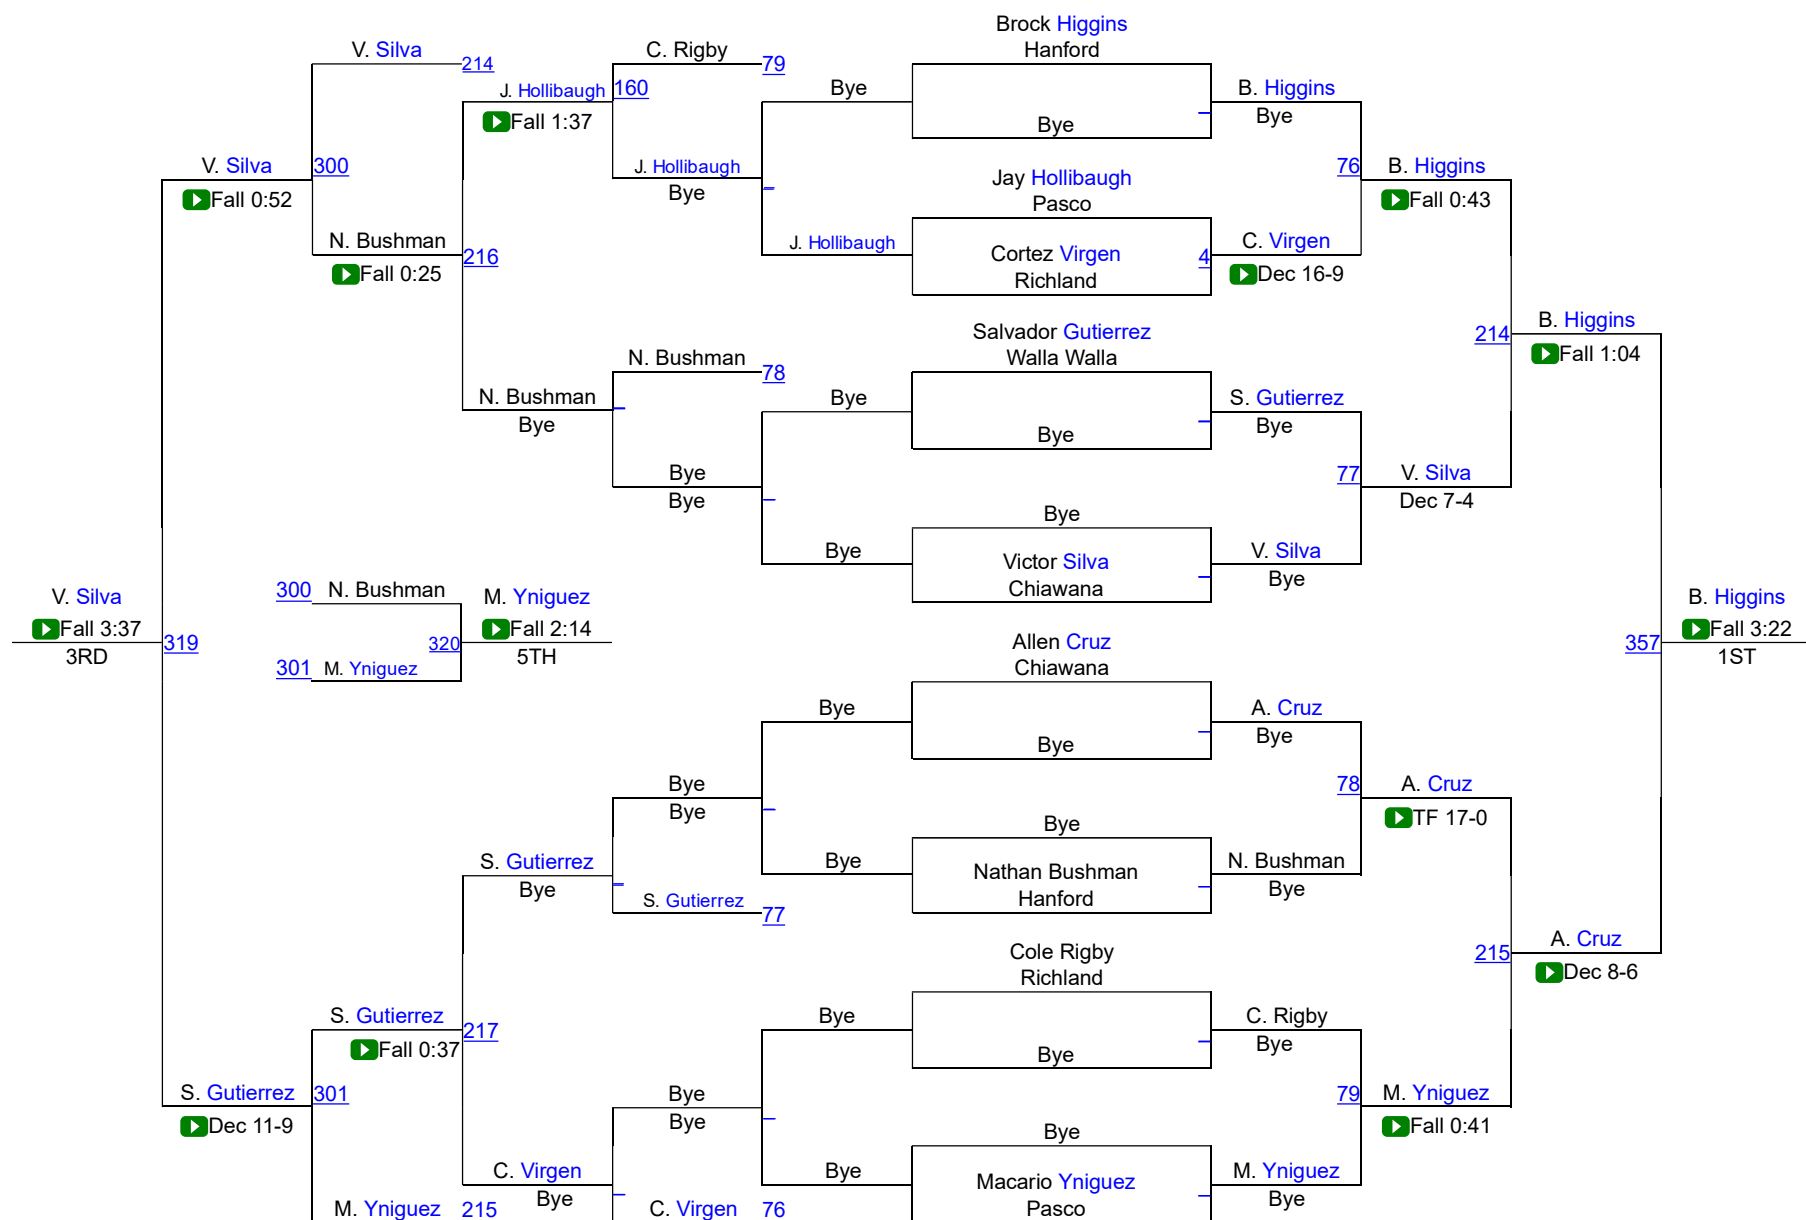 Brock Higgins
V. Silva
C. Rigby
Hanford
214
79
J. Hollibaugh
160
Bye
B. Higgins
Fall 1:37
Bye
Bye
V. Silva
300
J. Hollibaugh
76
B. Higgins
Bye
Jay Hollibaugh
Fall 0:52
Pasco
Fall 0:43
N. Bushman
J. Hollibaugh
C. Virgen
216
Cortez Virgen
4
Fall 0:25
Richland
Dec 16-9
Salvador Gutierrez
214
B. Higgins
N. Bushman
Walla Walla
Fall 1:04
78
N. Bushman
Bye
S. Gutierrez
Bye
Bye
Bye
Bye
77
V. Silva
Bye
Dec 7-4
Bye
Bye
Victor Silva
V. Silva
Chiawana
Bye
V. Silva
300
N. Bushman
M. Yniguez
B. Higgins
Fall 3:37
Fall 2:14
Fall 3:22
319
320
Allen Cruz
357
3RD
5TH
1ST
301
M. Yniguez
Chiawana
Bye
A. Cruz
Bye
Bye
Bye
78
A. Cruz
Bye
TF 17-0
Bye
S. Gutierrez
Bye
N. Bushman
Bye
Nathan Bushman
Bye
S. Gutierrez
Hanford
77
Cole Rigby
215
A. Cruz
Richland
Dec 8-6
S. Gutierrez
Bye
C. Rigby
217
Fall 0:37
Bye
Bye
S. Gutierrez
301
Bye
79
M. Yniguez
Dec 11-9
Bye
Fall 0:41
Bye
C. Virgen
Bye
M. Yniguez
Bye
Macario Yniguez
Bye
M. Yniguez
215
C. Virgen
76
Pasco